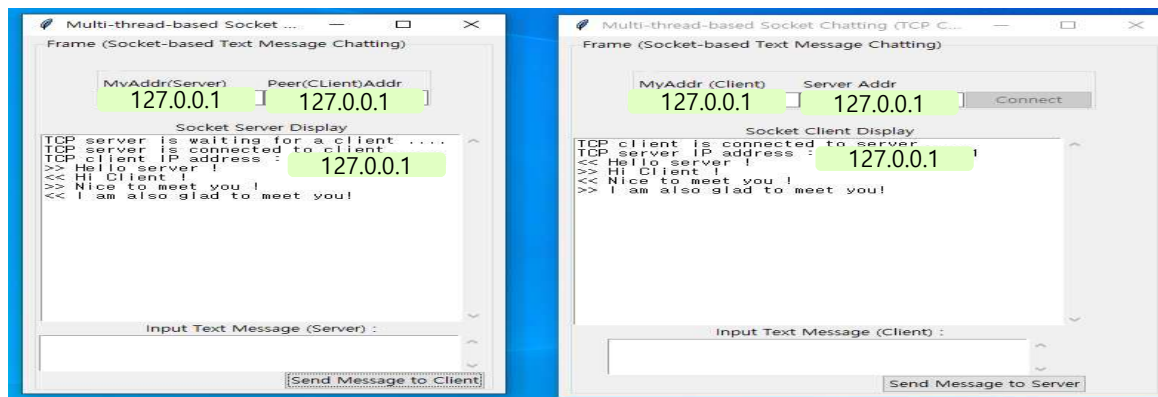 Multi-thread-based Socket ...
Frame (Socket-based Text Message Chatting)
MyAddr(Server) Peer(CLient)Addr
127.0.0.1 127.0.0.1
Socket Server Display
TCP server is waiting for a client ....
TCP server is connected to client
TCP client IP address : 127.0.0.1
>> Hello server !
<< Hi Client !
>> Nice to meet you !
<< I am also glad to meet you!
Input Text Message (Server) :
Send Message to Client
Multi-thread-based Socket Chatting (TCP C...
Frame (Socket-based Text Message Chatting)
MyAddr (Client) Server Addr
127.0.0.1 127.0.0.1 Connect
Socket Client Display
TCP client is connected to server
TCP server IP address : 127.0.0.1 1
<< Hello server !
>> Hi Client !
<< Nice to meet you !
>> I am also glad to meet you!
Input Text Message (Client) :
Send Message to Server